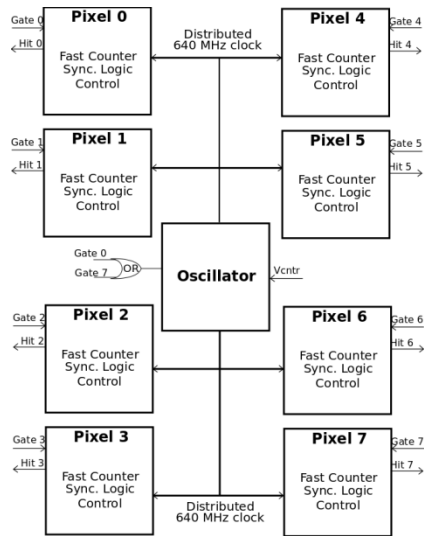 Gate 0
Hit 0
Pixel 0
Fast Counter
Sync. Logic
Control
Distributed
640 MHz clock
Pixel 4
Fast Counter
Sync. Logic
Control
Gate 4
Hit 4
Gate 1
Hit 1
Pixel 1
Fast Counter
Sync. Logic
Control
Pixel 5
Fast Counter
Sync. Logic
Control
Gate 5
Hit 5
Gate 0
Gate 7
OR
Oscillator
Vcntr
Gate 2
Hit 2
Pixel 2
Fast Counter
Sync. Logic
Control
Pixel 6
Fast Counter
Sync. Logic
Control
Gate 6
Hit 6
Gate 3
Hit 3
Pixel 3
Fast Counter
Sync. Logic
Control
Distributed
640 MHz clock
Pixel 7
Fast Counter
Sync. Logic
Control
Gate 7
Hit 7